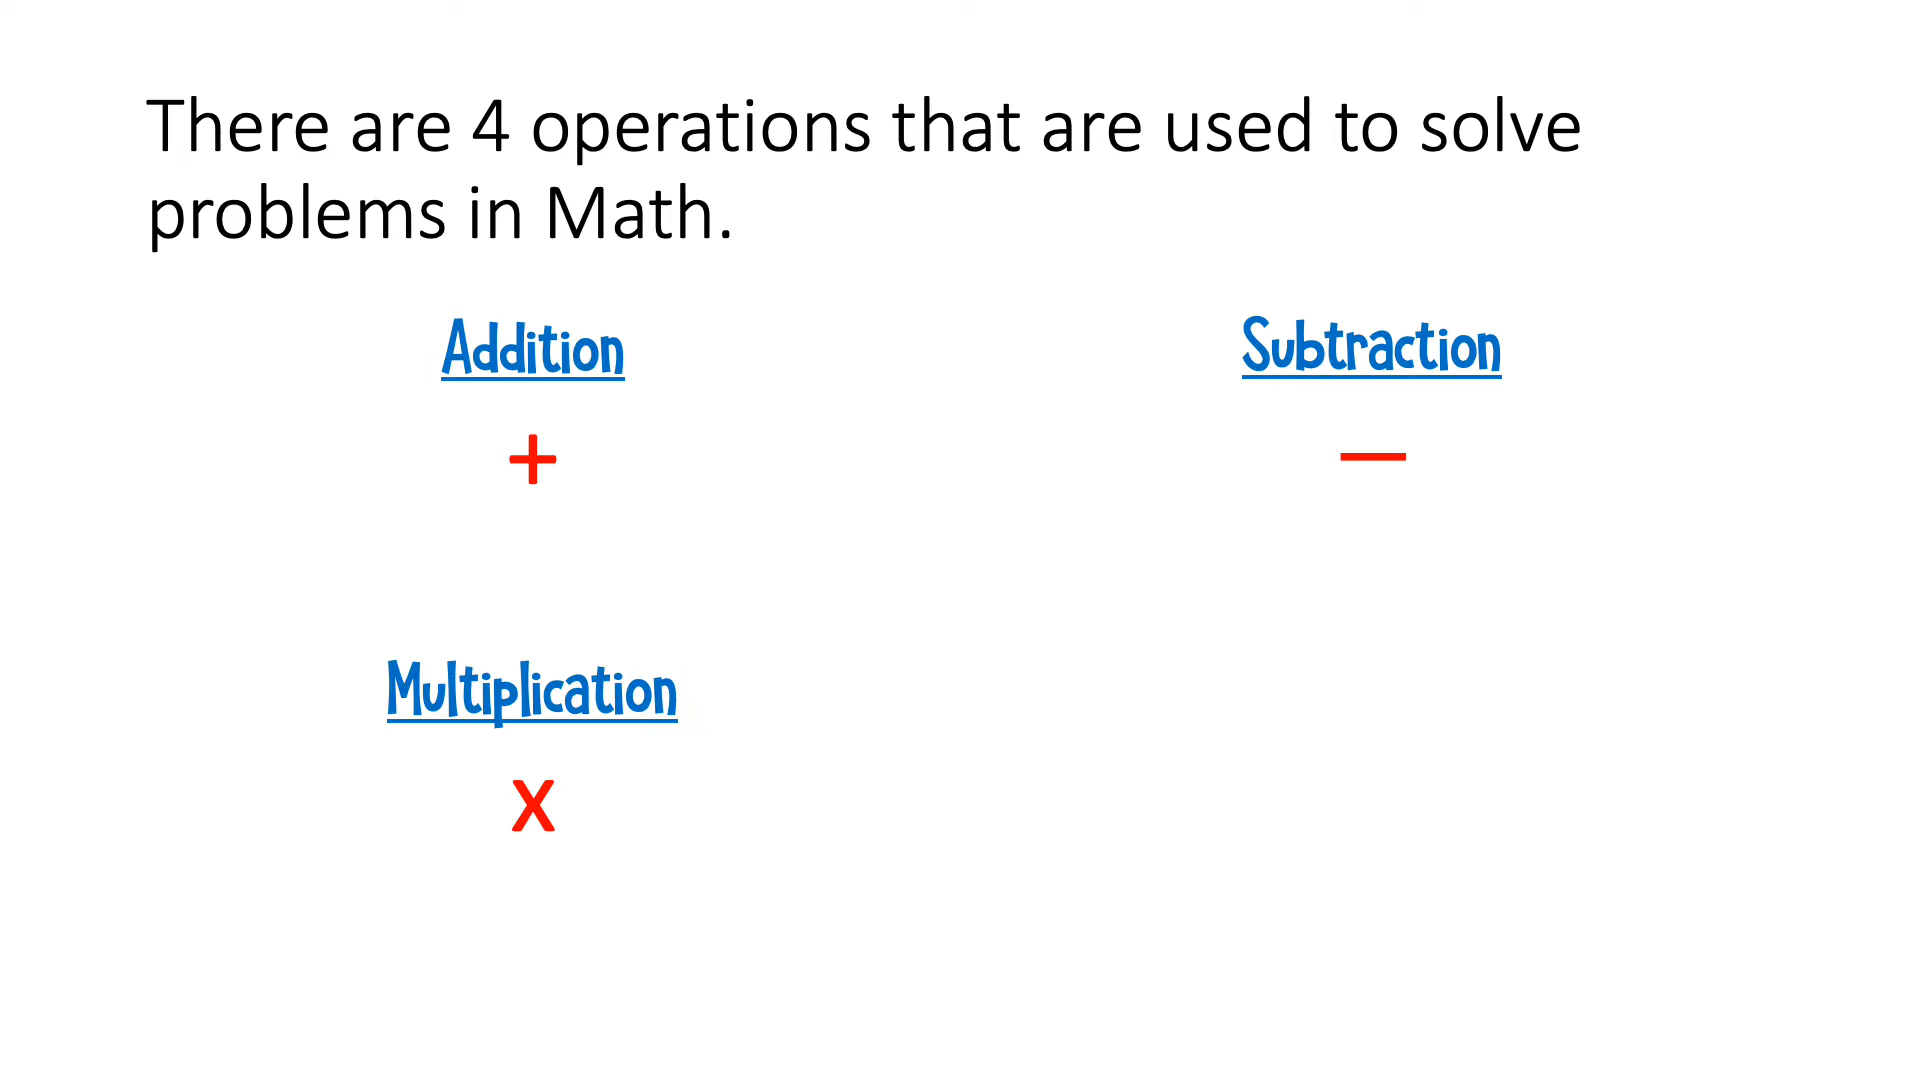 There are 4 operations that are used to solve
problems in Math.
Addition
Subtraction
+
—
Multiplication
x